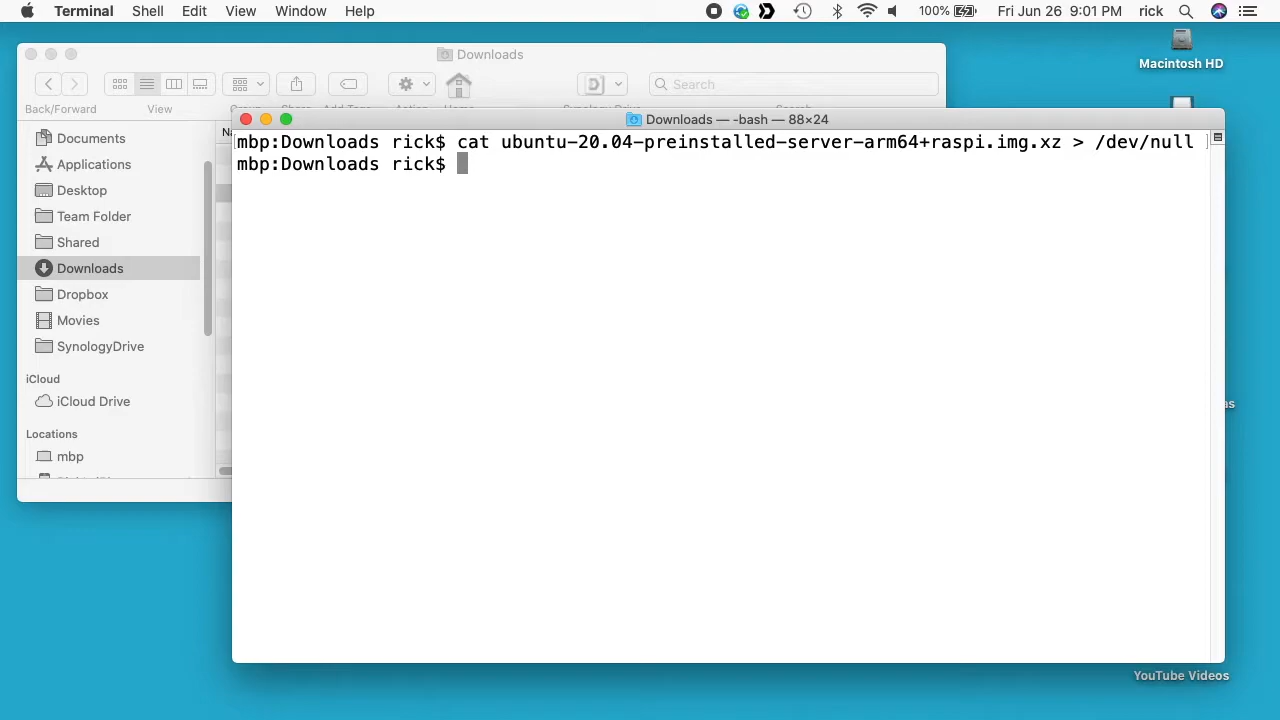 Terminal Shell Edit View Window Help 100% Fri Jun 26 9:01 PM rick
Downloads
Macintosh HD
Search
Back/Forward View Search
Downloads — -bash — 88×24
mbp:Downloads rick$ cat ubuntu-20.04-preinstalled-server-arm64+raspi.img.xz > /dev/null
mbp:Downloads rick$
Documents
Applications
Desktop
Team Folder
Shared
Downloads
Dropbox
Movies
SynologyDrive
iCloud
iCloud Drive
Locations
mbp
YouTube Videos